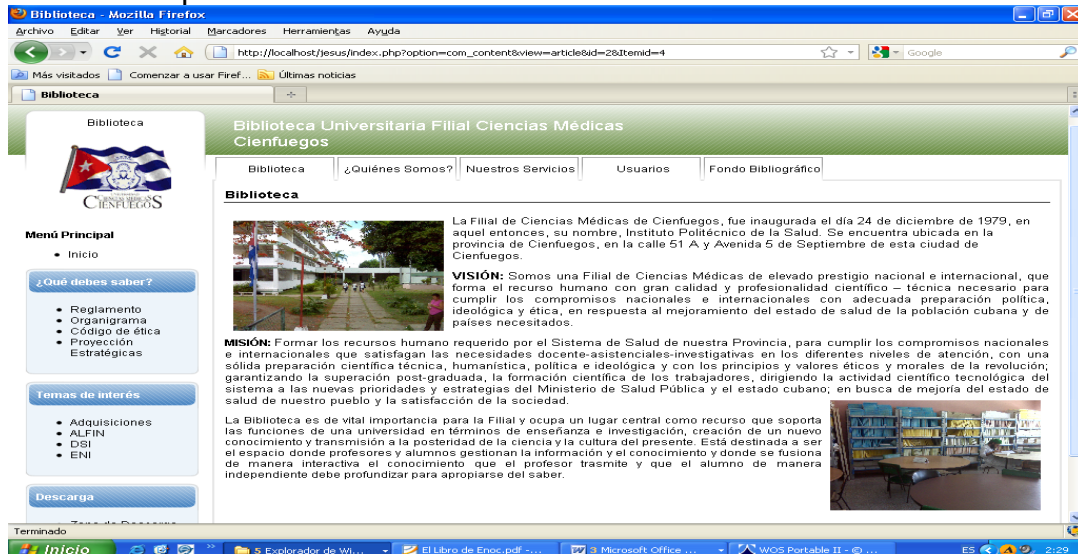 Biblioteca - Mozilla Firefox
Archivo Editar Ver Historial Marcadores Herramientas Ayuda
http://localhost/jesus/index.php?option=com_content&view=article&id=2&Itemid=4
Google
Más visitados Comenzar a usar Firef... Últimas noticias
Biblioteca
Biblioteca
Biblioteca Universitaria Filial Ciencias Médicas
Cienfuegos
CIENFUEGOS
Biblioteca ¿Quiénes Somos? Nuestros Servicios Usuarios Fondo Bibliográfico
Biblioteca
Menú Principal
Inicio
¿Qué debes saber?
Reglamento
Organigrama
Código de ética
Proyección
Estratégicas
Temas de interés
Adquisiciones
ALFIN
DSI
ENI
Descarga
La Filial de Ciencias Médicas de Cienfuegos, fue inaugurada el día 24 de diciembre de 1979, en
aquel entonces, su nombre, Instituto Politécnico de la Salud. Se encuentra ubicada en la
provincia de Cienfuegos, en la calle 51 A y Avenida 5 de Septiembre de esta ciudad de
Cienfuegos.
VISIÓN: Somos una Filial de Ciencias Médicas de elevado prestigio nacional e internacional, que
forma el recurso humano con gran calidad y profesionalidad científico – técnica necesario para
cumplir los compromisos nacionales e internacionales con adecuada preparación política,
ideológica y ética, en respuesta al mejoramiento del estado de salud de la población cubana y de
países necesitados.
MISIÓN: Formar los recursos humano requerido por el Sistema de Salud de nuestra Provincia, para cumplir los compromisos nacionales
e internacionales que satisfagan las necesidades docente-asistenciales-investigativas en los diferentes niveles de atención, con una
sólida preparación científica técnica, humanística, política e ideológica y con los principios y valores éticos y morales de la revolución;
garantizando la superación post-graduada, la formación científica de los trabajadores, dirigiendo la actividad científico tecnológica del
sistema a las nuevas prioridades y estrategias del Ministerio de Salud Pública y el estado cubano; en busca de mejoría del estado de
salud de nuestro pueblo y la satisfacción de la sociedad.
La Biblioteca es de vital importancia para la Filial y ocupa un lugar central como recurso que soporta
las funciones de una universidad en términos de enseñanza e investigación, creación de un nuevo
conocimiento y transmisión a la posteridad de la ciencia y la cultura del presente. Está destinada a ser
el espacio donde profesores y alumnos gestionan la información y el conocimiento y donde se fusiona
de manera interactiva el conocimiento que el profesor trasmite y que el alumno de manera
independiente debe profundizar para apropiarse del saber.
Terminado
Inicio 5 Explorador de Wi... El Libro de Enoc.pdf -... 3 Microsoft Office ... WOS Portable II - © ... ES 2:29